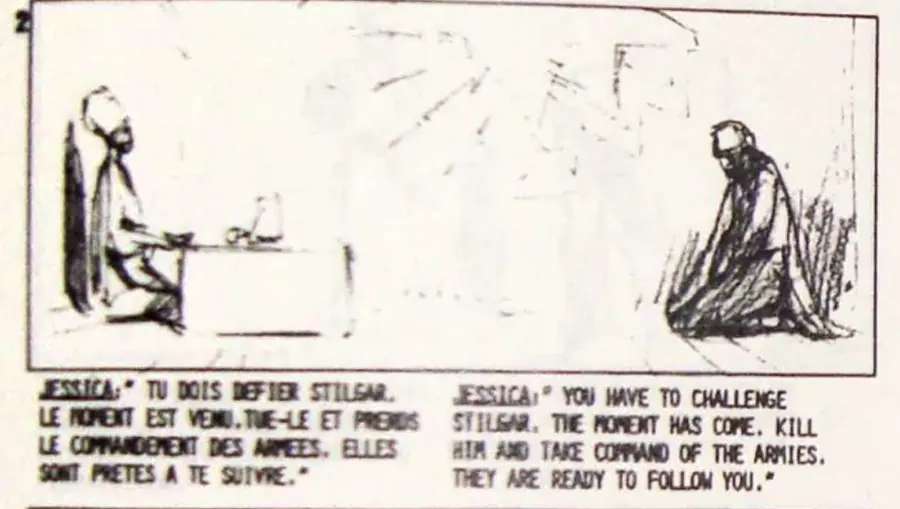 2
JESSICA:" TU DOIS DEFIER STILGAR.
LE MOMENT EST VENU.TUE-LE ET PRENDS
LE COMMANDEMENT DES ARMEES. ELLES
SONT PRETES A TE SUIVRE."
JESSICA:" YOU HAVE TO CHALLENGE
STILGAR. THE MOMENT HAS COME. KILL
HIM AND TAKE COMMAND OF THE ARMIES.
THEY ARE READY TO FOLLOW YOU."